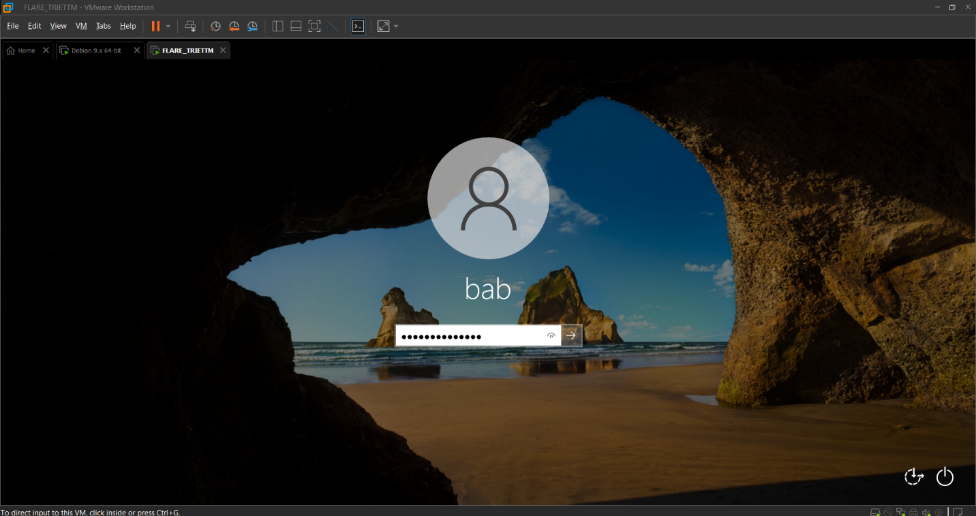 FLARE_TRIETTM - VMware Workstation
File Edit View VM Tabs Help
Home Debian 9.x 64-bit FLARE_TRIETTM
bab
To direct input to this VM, click inside or press Ctrl+G.